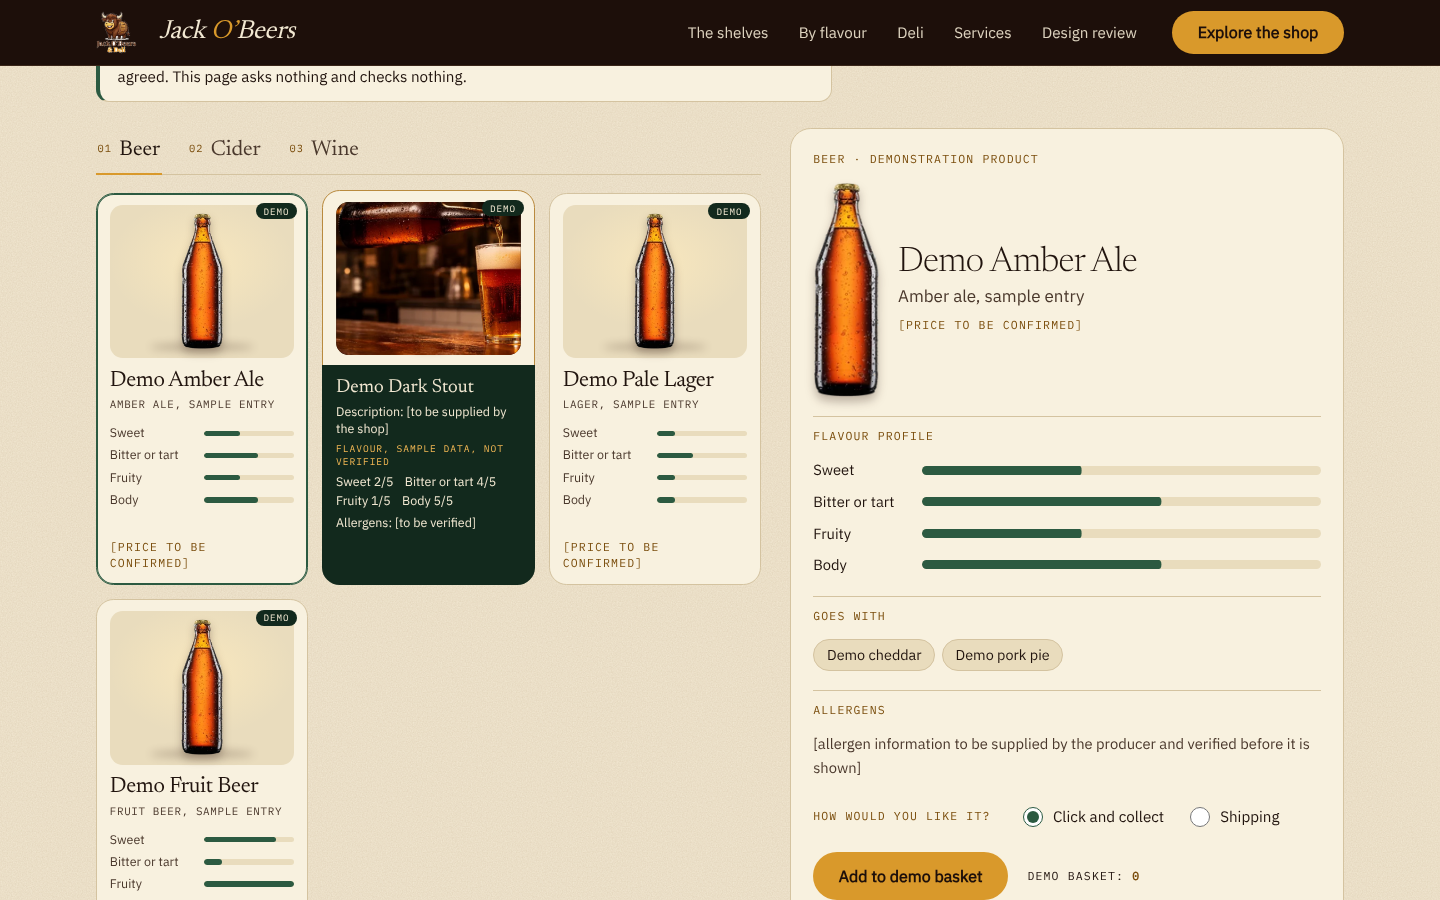 Jack O'Beers
The shelves
By flavour
Deli
Services
Design review
Explore the shop
agreed. This page asks nothing and checks nothing.
01 Beer
02 Cider
03 Wine
DEMO
Demo Amber Ale
AMBER ALE, SAMPLE ENTRY
Sweet
Bitter or tart
Fruity
Body
[PRICE TO BE
CONFIRMED]
DEMO
Demo Dark Stout
Description: [to be supplied by
the shop]
FLAVOUR, SAMPLE DATA, NOT
VERIFIED
Sweet 2/5 Bitter or tart 4/5
Fruity 1/5 Body 5/5
Allergens: [to be verified]
DEMO
Demo Pale Lager
LAGER, SAMPLE ENTRY
Sweet
Bitter or tart
Fruity
Body
[PRICE TO BE
CONFIRMED]
DEMO
Demo Fruit Beer
FRUIT BEER, SAMPLE ENTRY
Sweet
Bitter or tart
Fruity
BEER · DEMONSTRATION PRODUCT
Demo Amber Ale
Amber ale, sample entry
[PRICE TO BE CONFIRMED]
FLAVOUR PROFILE
Sweet
Bitter or tart
Fruity
Body
GOES WITH
Demo cheddar
Demo pork pie
ALLERGENS
[allergen information to be supplied by the producer and verified before it is
shown]
HOW WOULD YOU LIKE IT?
Click and collect
Shipping
Add to demo basket
DEMO BASKET: 0